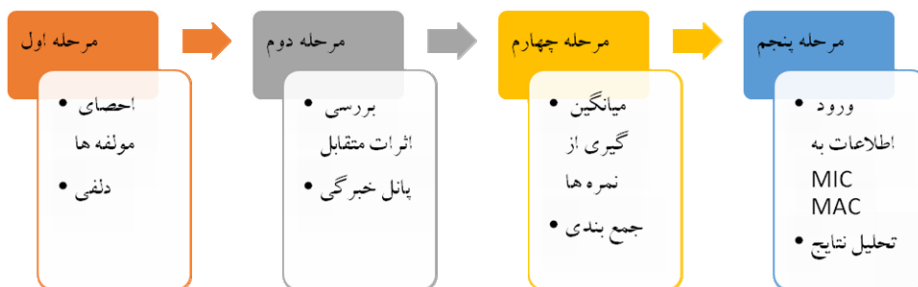 مرحله اول
احصای
مولفه ها
دلفی
مرحله دوم
بررسی
اثرات متقابل
پانل خبرگی
مرحله چهارم
میانگین
گیری از
نمره ها
جمع بندی
مرحله پنجم
ورود
اطلاعات به
MIC
MAC
تحلیل نتایج